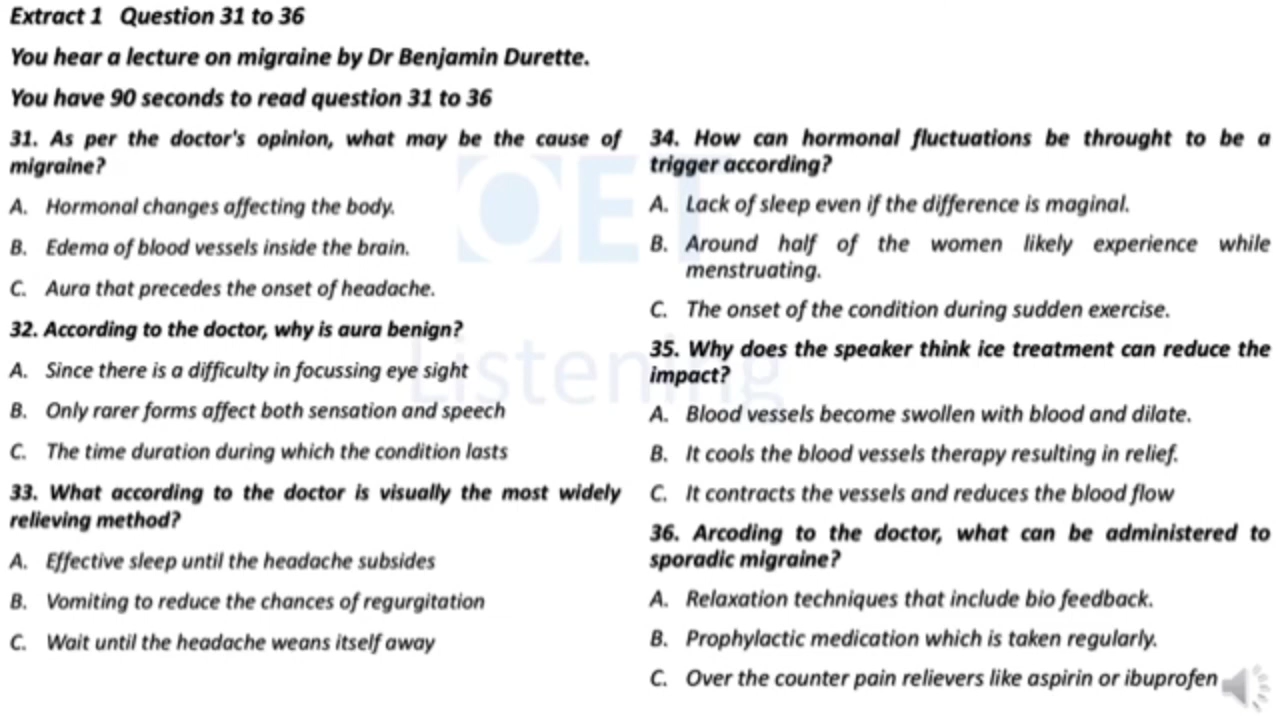 Extract 1 Question 31 to 36
You hear a lecture on migraine by Dr Benjamin Durette.
You have 90 seconds to read question 31 to 36
31. As per the doctor's opinion, what may be the cause of
migraine?
A. Hormonal changes affecting the body.
B. Edema of blood vessels inside the brain.
C. Aura that precedes the onset of headache.
32. According to the doctor, why is aura benign?
A. Since there is a difficulty in focussing eye sight
B. Only rarer forms affect both sensation and speech
C. The time duration during which the condition lasts
33. What according to the doctor is visually the most widely
relieving method?
A. Effective sleep until the headache subsides
B. Vomiting to reduce the chances of regurgitation
C. Wait until the headache weans itself away
34. How can hormonal fluctuations be throught to be a
trigger according?
A. Lack of sleep even if the difference is maginal.
B. Around half of the women likely experience while
menstruating.
C. The onset of the condition during sudden exercise.
35. Why does the speaker think ice treatment can reduce the
impact?
A. Blood vessels become swollen with blood and dilate.
B. It cools the blood vessels therapy resulting in relief.
C. It contracts the vessels and reduces the blood flow
36. Arcoding to the doctor, what can be administered to
sporadic migraine?
A. Relaxation techniques that include bio feedback.
B. Prophylactic medication which is taken regularly.
C. Over the counter pain relievers like aspirin or ibuprofen
OET
Listening